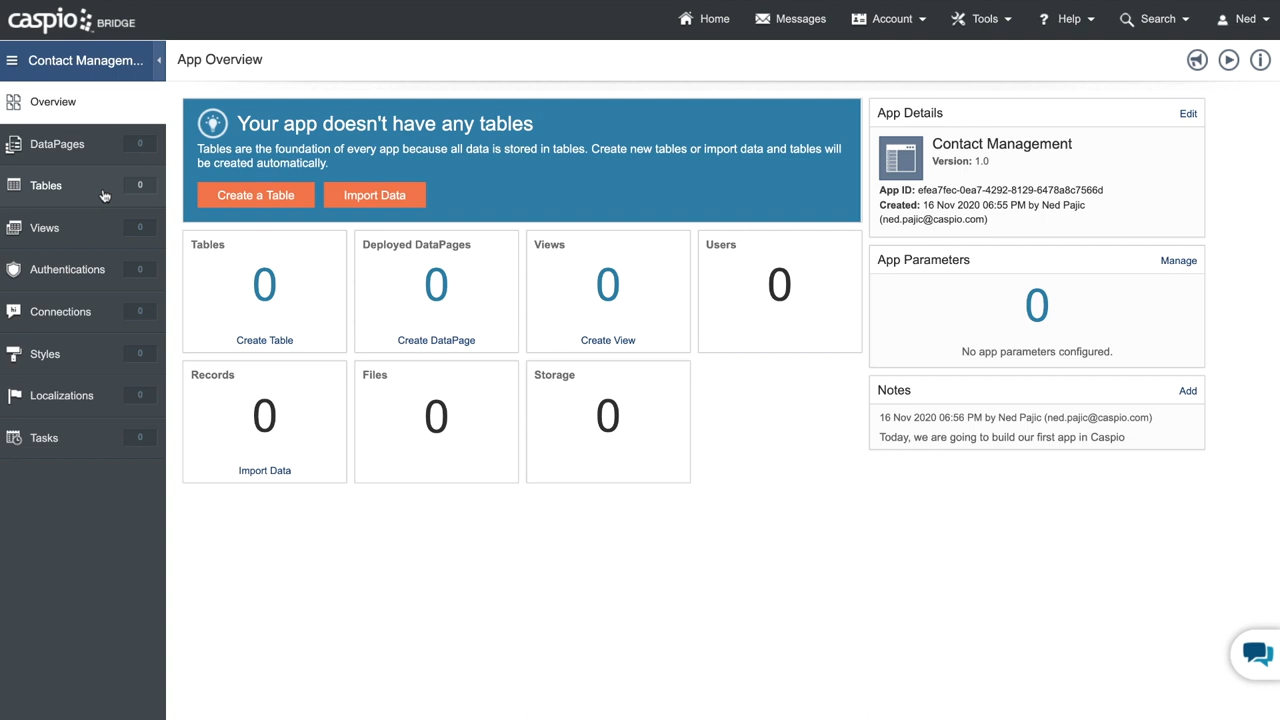 caspio BRIDGE
Home
Messages
Account
Tools
? Help
Search
Ned
Contact Managem...
App Overview
Overview
DataPages 0
Tables 0
Views 0
Authentications 0
Connections 0
Styles 0
Localizations 0
Tasks 0
Your app doesn't have any tables
Tables are the foundation of every app because all data is stored in tables. Create new tables or import data and tables will
be created automatically.
Create a Table
Import Data
Tables
0
Create Table
Deployed DataPages
0
Create DataPage
Views
0
Create View
Users
0
Records
0
Import Data
Files
0
Storage
0
App Details
Edit
Contact Management
Version: 1.0
App ID: efea7fec-0ea7-4292-8129-6478a8c7566d
Created: 16 Nov 2020 06:55 PM by Ned Pajic
(ned.pajic@caspio.com)
App Parameters
Manage
0
No app parameters configured.
Notes
Add
16 Nov 2020 06:56 PM by Ned Pajic (ned.pajic@caspio.com)
Today, we are going to build our first app in Caspio